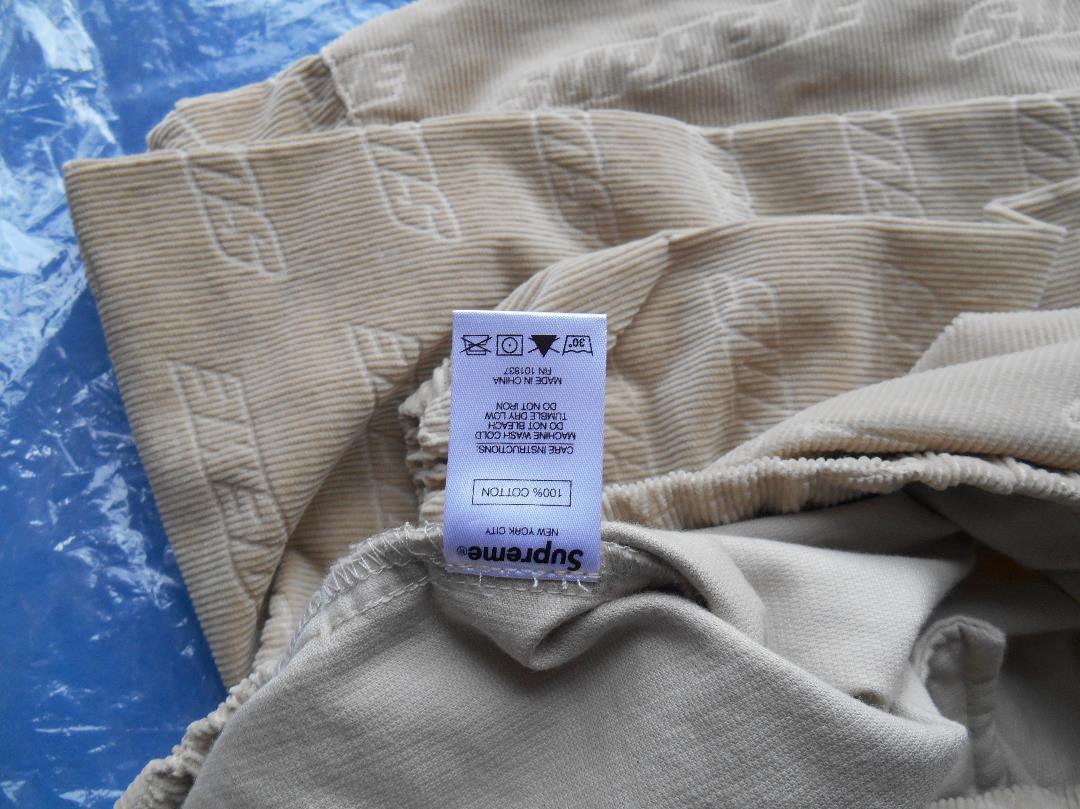 Supreme®
NEW YORK CITY
100% COTTON
CARE INSTRUCTIONS:
MACHINE WASH COLD
DO NOT BLEACH
TUMBLE DRY LOW
DO NOT IRON
MADE IN CHINA
RN 101837
30°